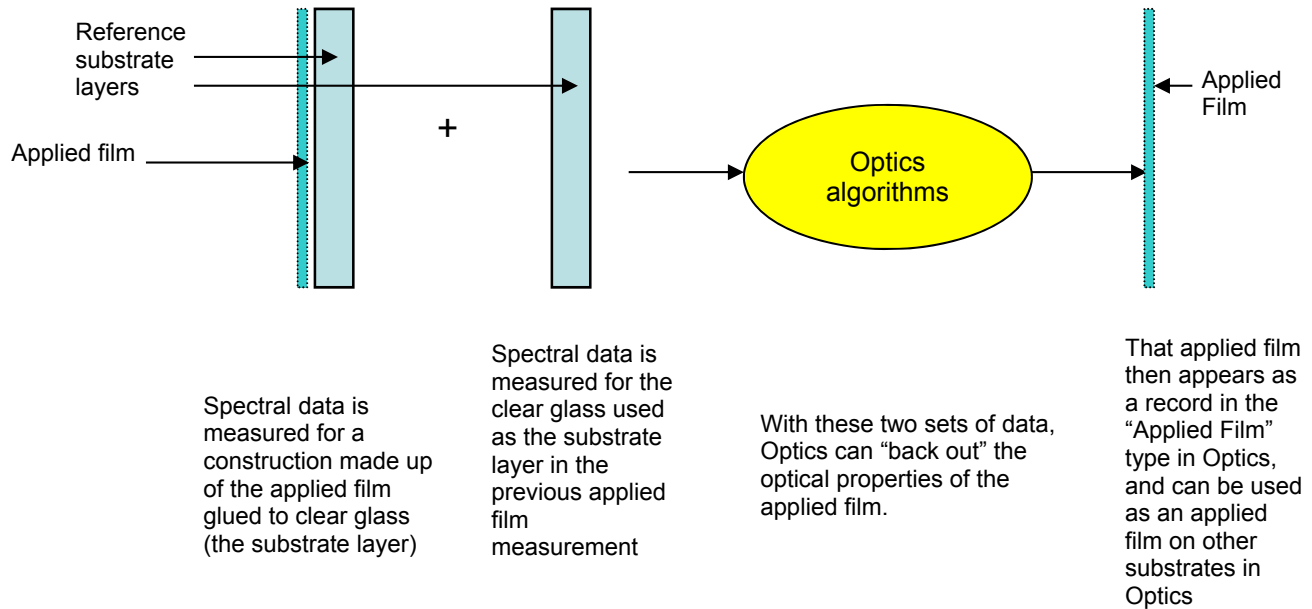 Reference
substrate
layers
Applied film
+
Optics
algorithms
Applied
Film
Spectral data is
measured for a
construction made up
of the applied film
glued to clear glass
(the substrate layer)
Spectral data is
measured for the
clear glass used
as the substrate
layer in the
previous applied
film
measurement
With these two sets of data,
Optics can “back out” the
optical properties of the
applied film.
That applied film
then appears as
a record in the
“Applied Film”
type in Optics,
and can be used
as an applied
film on other
substrates in
Optics